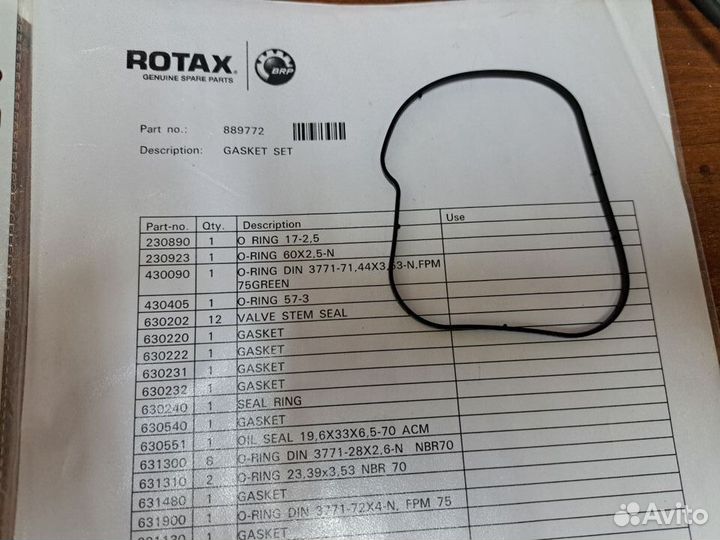 ROTAX
GENUINE SPARE PARTS
BRP
Part no.: 889772
Description: GASKET SET
Part-no. Qty. Description Use
230890 1 O RING 17-2,5
230923 1 O-RING 60X2,5-N
430090 1 O-RING DIN 3771-71,44X3,53-N,FPM
75GREEN
430405 1 O-RING 57-3
630202 12 VALVE STEM SEAL
630220 1 GASKET
630222 1 GASKET
630231 1 GASKET
630232 1 GASKET
630240 1 SEAL RING
630540 1 GASKET
630551 1 OIL SEAL 19,6X33X6,5-70 ACM
631300 8 O-RING DIN 3771-28X2,6-N NBR70
631310 2 O-RING 23,39x3,53 NBR 70
631480 1 GASKET
631900 1 O-RING DIN 3771-72X4-N, FPM 75
1 GASKET
Avito